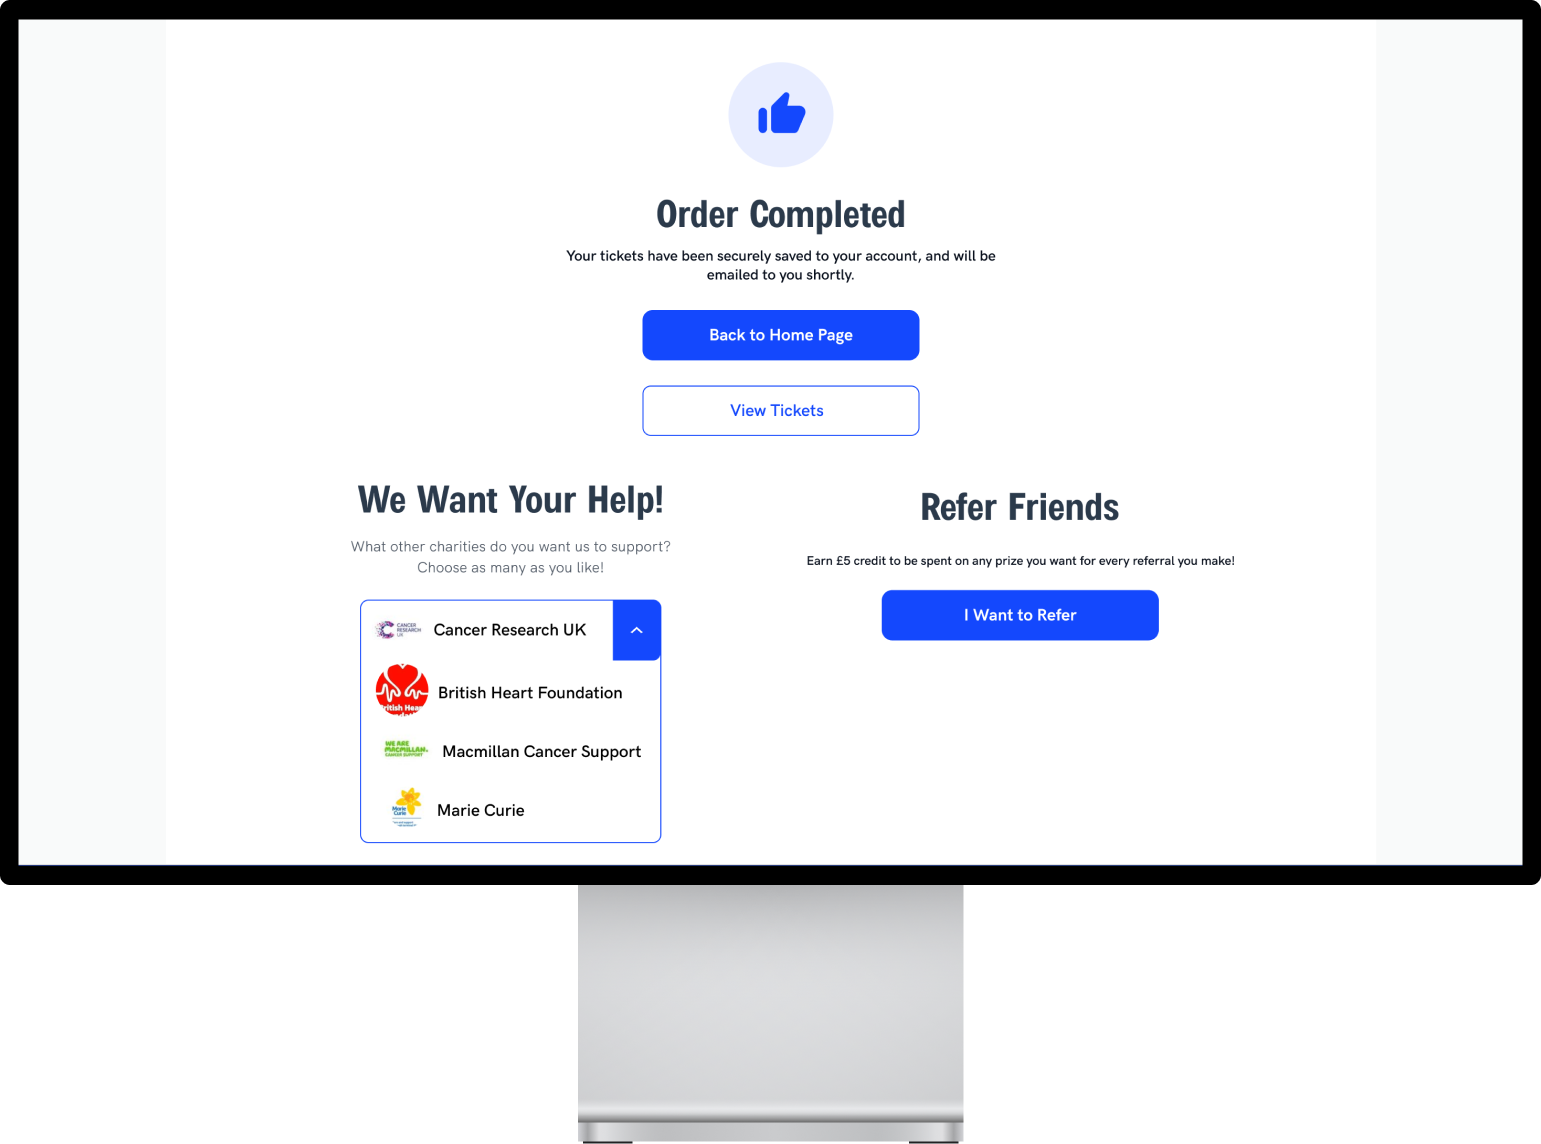 Order Completed
Your tickets have been securely saved to your account, and will be
emailed to you shortly.
Back to Home Page
View Tickets
We Want Your Help!
What other charities do you want us to support?
Choose as many as you like!
CANCER
RESEARCH
UK
Cancer Research UK
British Heart Foundation
WE ARE
MACMILLAN.
CANCER SUPPORT
Macmillan Cancer Support
Marie
Curie
Marie Curie
Refer Friends
Earn £5 credit to be spent on any prize you want for every referral you make!
I Want to Refer